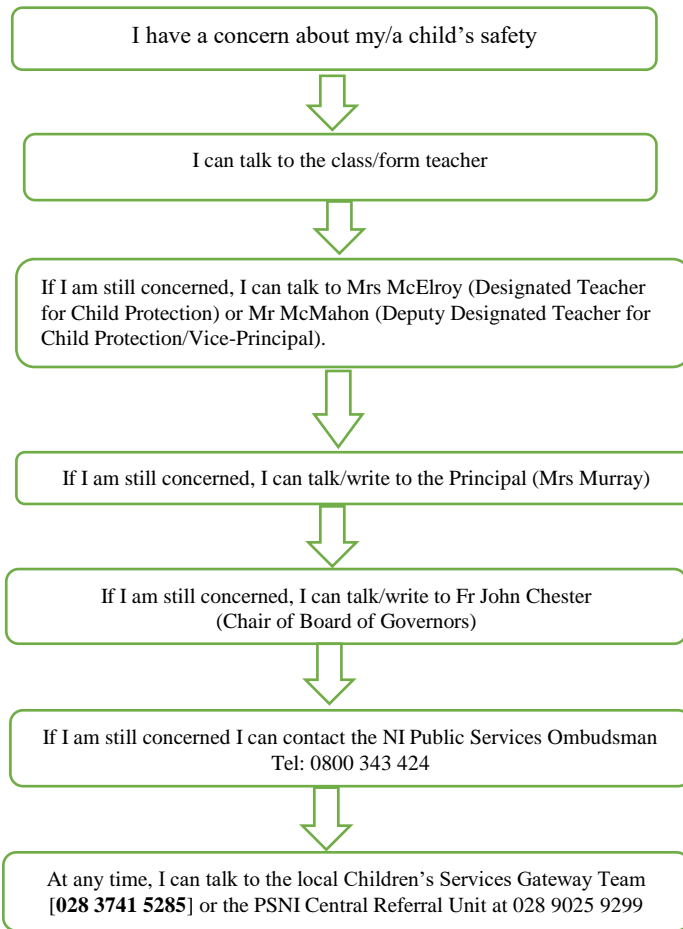 I have a concern about my/a child’s safety
I can talk to the class/form teacher
If I am still concerned, I can talk to Mrs McElroy (Designated Teacher
for Child Protection) or Mr McMahon (Deputy Designated Teacher for
Child Protection/Vice-Principal).
If I am still concerned, I can talk/write to the Principal (Mrs Murray)
If I am still concerned, I can talk/write to Fr John Chester
(Chair of Board of Governors)
If I am still concerned I can contact the NI Public Services Ombudsman
Tel: 0800 343 424
At any time, I can talk to the local Children’s Services Gateway Team
[028 3741 5285] or the PSNI Central Referral Unit at 028 9025 9299